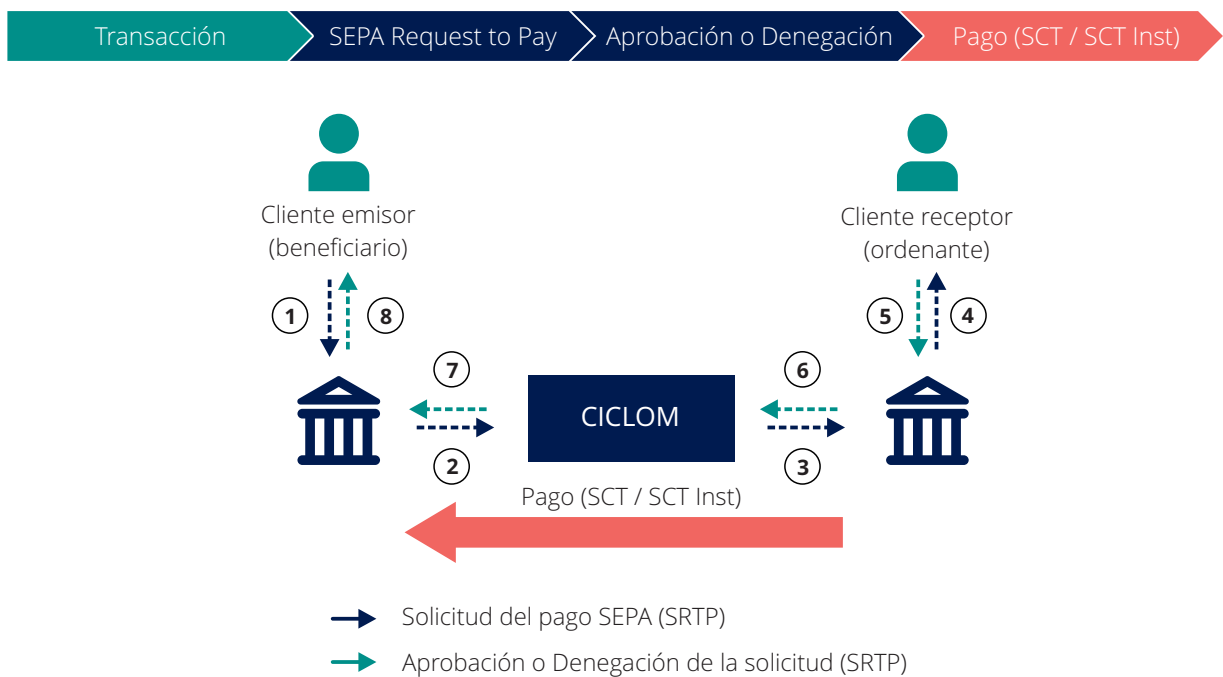 Transacción
SEPA Request to Pay
Aprobación o Denegación
Pago (SCT / SCT Inst)
Cliente emisor
(beneficiario)
Cliente receptor
(ordenante)
1
8
5
4
7
6
CICLOM
2
3
Pago (SCT / SCT Inst)
Solicitud del pago SEPA (SRTP)
Aprobación o Denegación de la solicitud (SRTP)